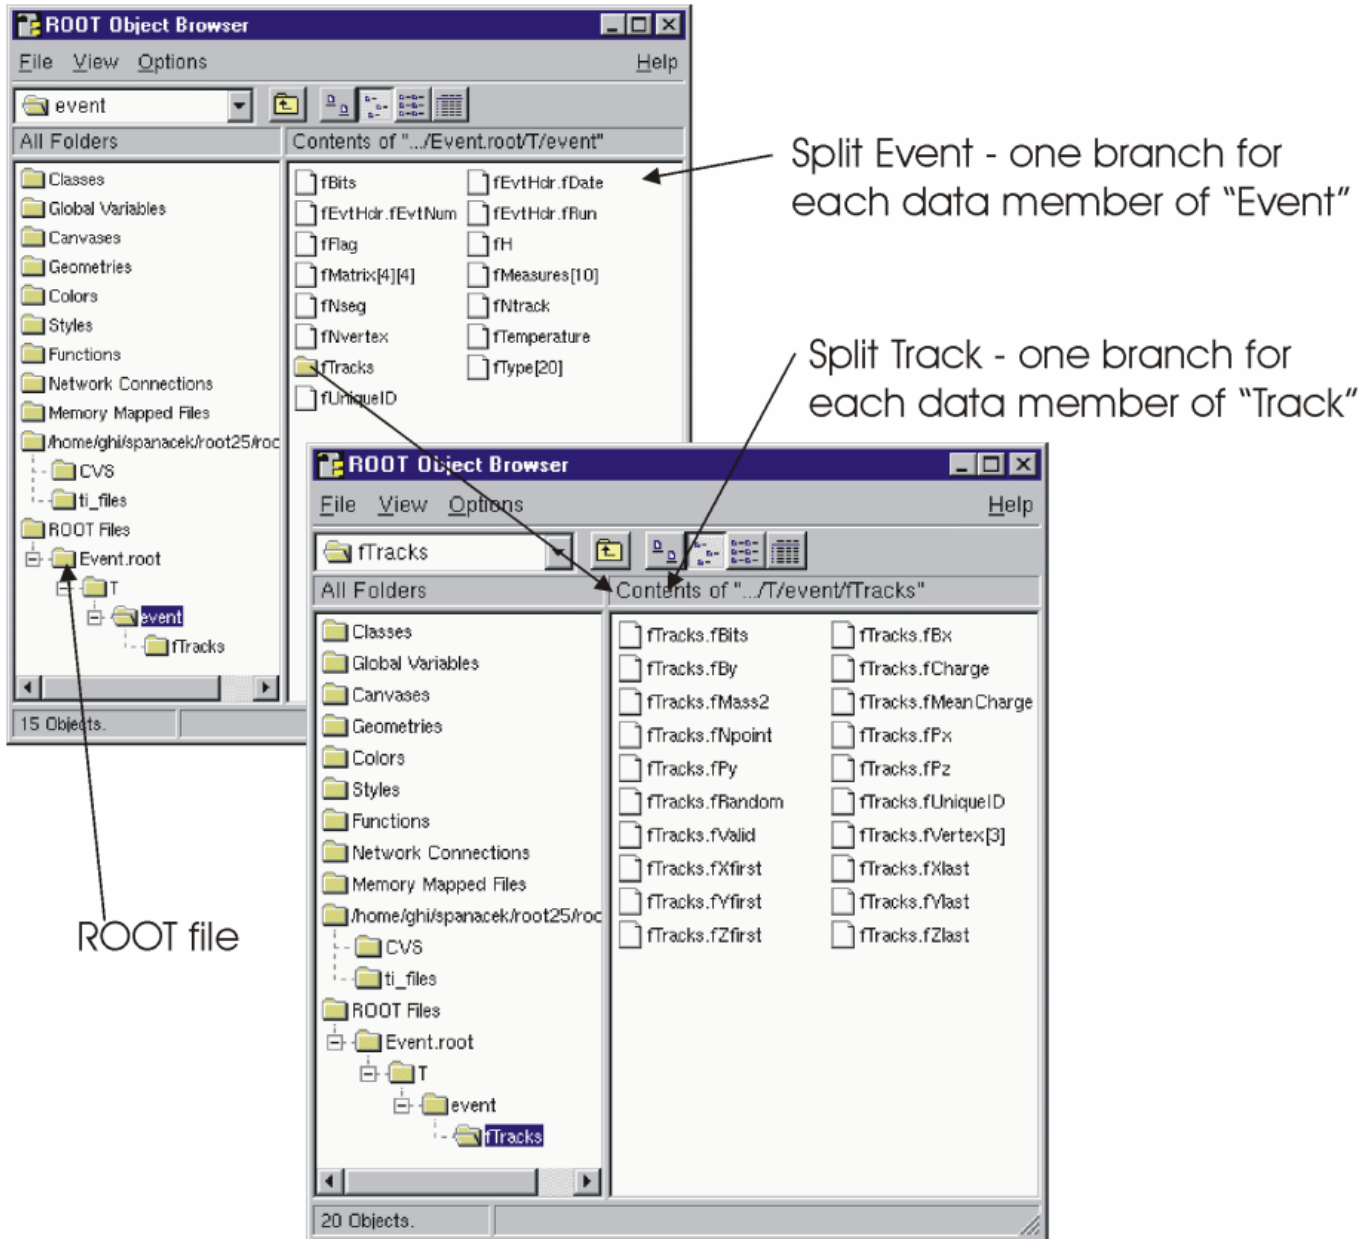 ROOT Object Browser
File View Options Help
event
All Folders
Contents of ".../Event.root/T/event"
Classes
Global Variables
Canvases
Geometries
Colors
Styles
Functions
Network Connections
Memory Mapped Files
/home/ghi/spanacek/root25/roo
CVS
ti_files
ROOT Files
Event.root
T
event
fTracks
15 Objects.
fBits fEvtHdr.fDate
fEvtHdr.fEvtNum fEvtHdr.fRun
fFlag fH
fMatrix[4][4] fMeasures[10]
fNseg fNtrack
fNvertex fTemperature
fTracks fType[20]
fUniqueID
Split Event - one branch for
each data member of “Event”
Split Track - one branch for
each data member of “Track”
ROOT file
ROOT Object Browser
File View Options Help
fTracks
All Folders
Contents of ".../T/event/fTracks"
Classes
Global Variables
Canvases
Geometries
Colors
Styles
Functions
Network Connections
Memory Mapped Files
/home/ghi/spanacek/root25/roo
CVS
ti_files
ROOT Files
Event.root
T
event
fTracks
20 Objects.
fTracks.fBits fTracks.fBx
fTracks.fBy fTracks.fCharge
fTracks.fMass2 fTracks.fMeanCharge
fTracks.fNpoint fTracks.fPx
fTracks.fPy fTracks.fPz
fTracks.fRandom fTracks.fUniqueID
fTracks.fValid fTracks.fVertex[3]
fTracks.fXfirst fTracks.fXlast
fTracks.fYfirst fTracks.fYlast
fTracks.fZfirst fTracks.fZlast